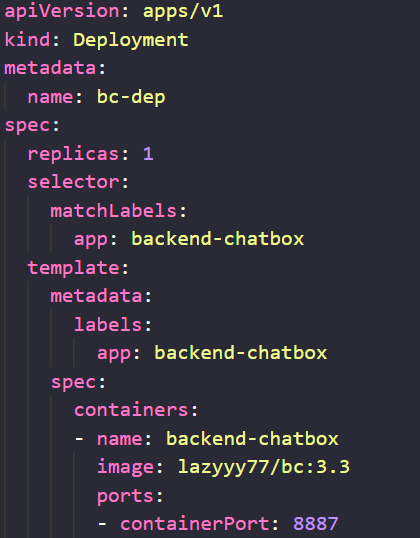 apiVersion: apps/v1
kind: Deployment
metadata:
  name: bc-dep
spec:
  replicas: 1
  selector:
    matchLabels:
      app: backend-chatbox
  template:
    metadata:
      labels:
        app: backend-chatbox
    spec:
      containers:
      - name: backend-chatbox
        image: lazyyy77/bc:3.3
        ports:
        - containerPort: 8887